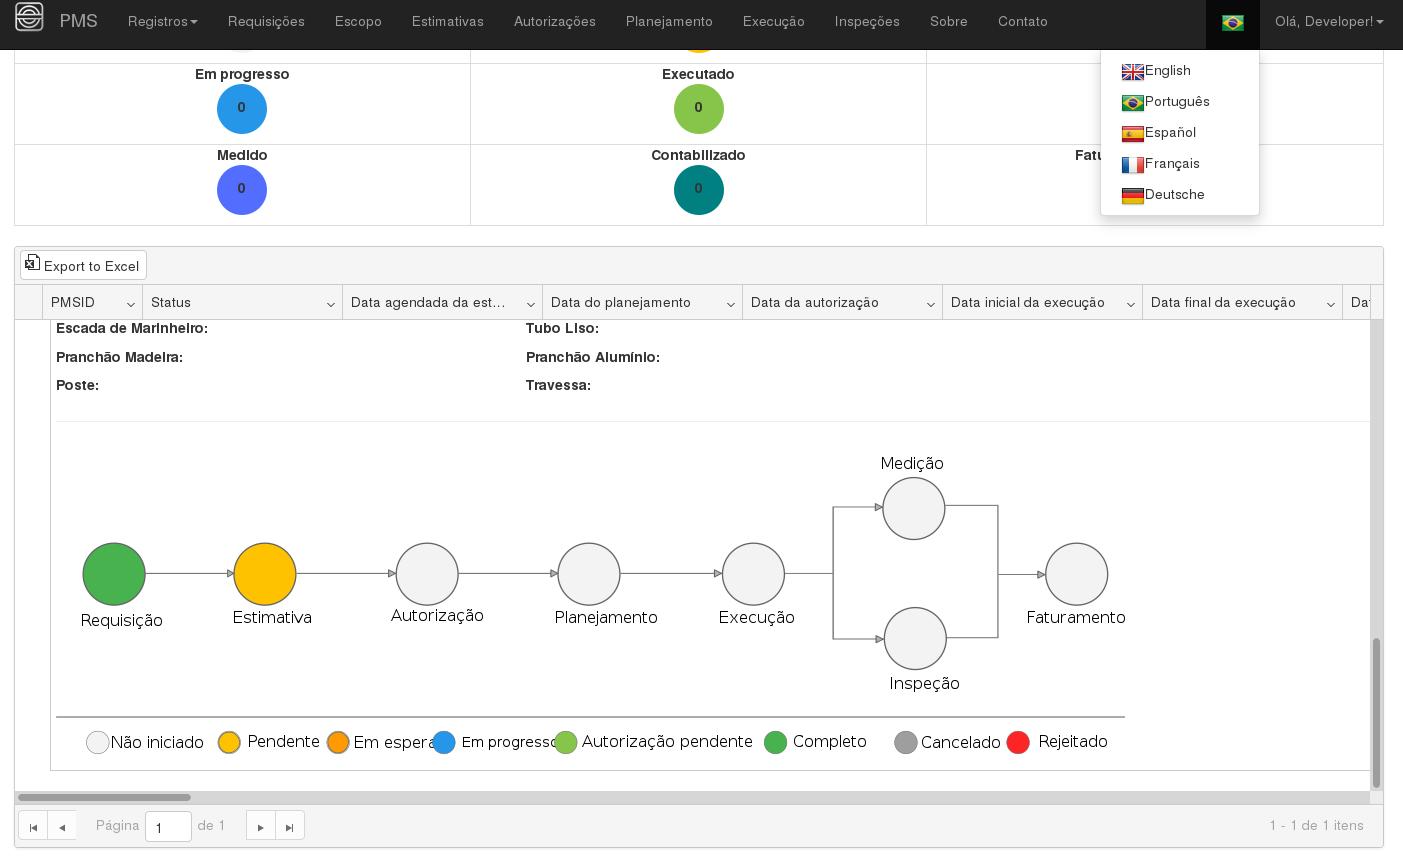 PMS Registros Requisições Escopo Estimativas Autorizações Planejamento Execução Inspeções Sobre Contato Olá, Developer!
English
Português
Español
Français
Deutsche
Em progresso Executado
0 0
Medido Contabilizado Fatu
0 0
Export to Excel
PMSID Status Data agendada da est... Data do planejamento Data da autorização Data inicial da execução Data final da execução Dat
Escada de Marinheiro: Tubo Liso:
Pranchão Madeira: Pranchão Alumínio:
Poste: Travessa:
Medição
Requisição Estimativa Autorização Planejamento Execução Faturamento
Inspeção
Não iniciado Pendente Em espera Em progresso Autorização pendente Completo Cancelado Rejeitado
Página 1 de 1 1 - 1 de 1 itens